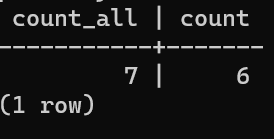 count_all | count
-----------+-------
7 | 6
(1 row)